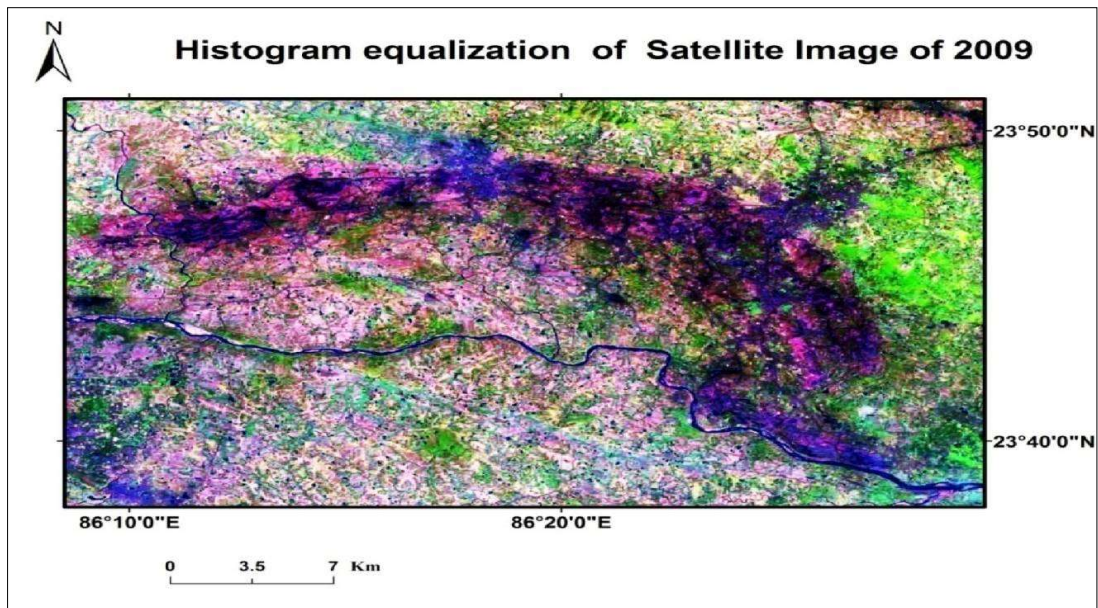 N
Histogram equalization of Satellite Image of 2009
23°50'0"N
23°40'0"N
86°10'0"E 86°20'0"E
0 3.5 7 Km